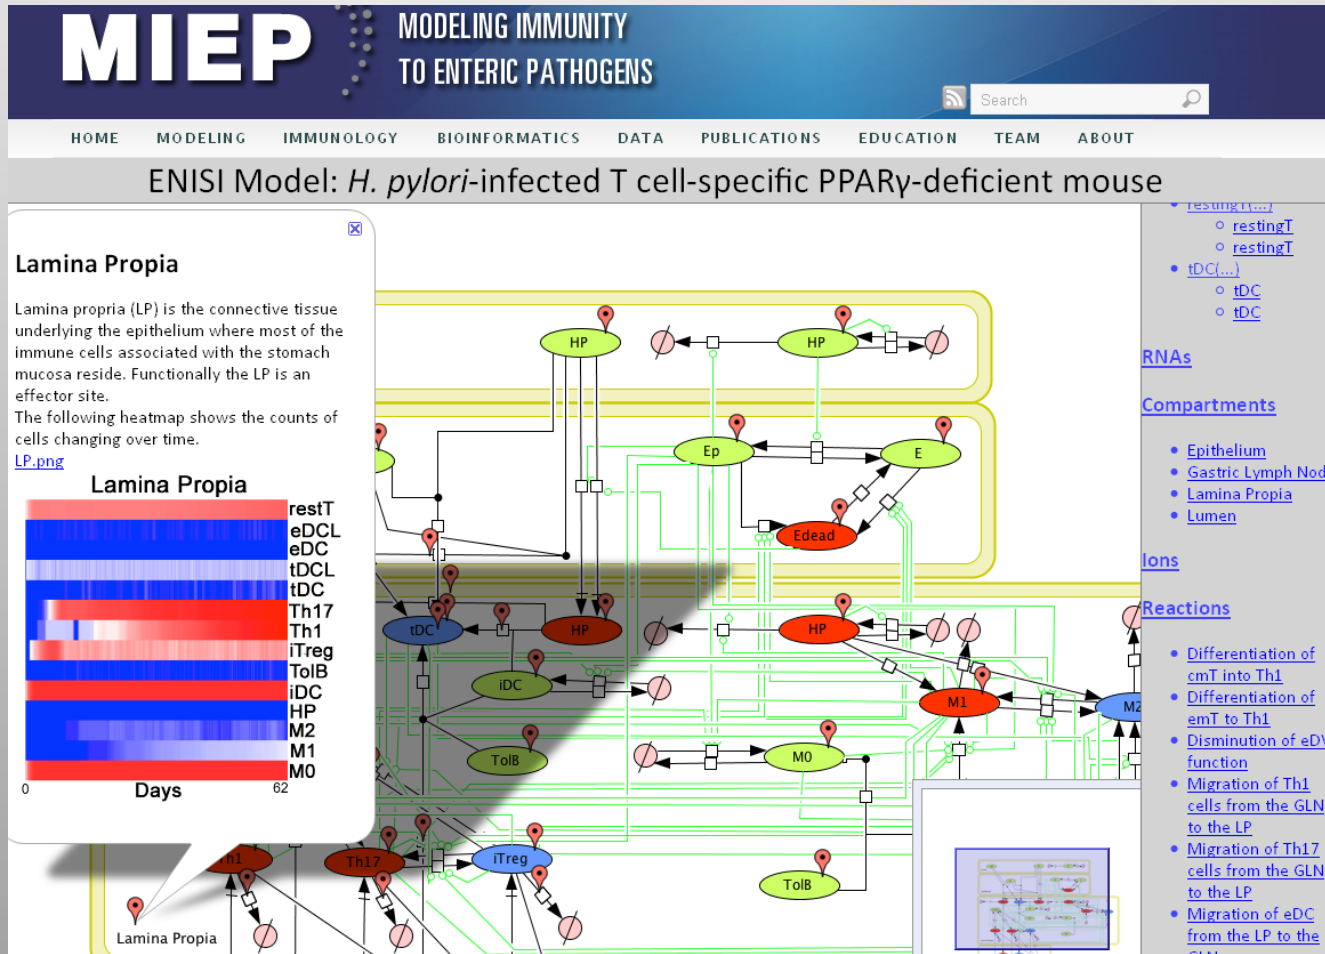 MIEP
MODELING IMMUNITY
TO ENTERIC PATHOGENS
Search
HOME MODELING IMMUNOLOGY BIOINFORMATICS DATA PUBLICATIONS EDUCATION TEAM ABOUT
ENISI Model: H. pylori-infected T cell-specific PPARγ-deficient mouse
Lamina Propia
Lamina propria (LP) is the connective tissue
underlying the epithelium where most of the
immune cells associated with the stomach
mucosa reside. Functionally the LP is an
effector site.
The following heatmap shows the counts of
cells changing over time.
LP.png
Lamina Propia
restT
eDCL
eDC
tDCL
tDC
Th17
Th1
iTreg
TolB
iDC
HP
M2
M1
M0
0 Days 62
HP
HP
Ep
E
Edead
tDC
HP
HP
iDC
M1
M2
TolB
M0
Th1
Th17
iTreg
TolB
Lamina Propia
restingT(...)
restingT
restingT
tDC(...)
tDC
tDC
RNAs
Compartments
Epithelium
Gastric Lymph Nod
Lamina Propia
Lumen
Ions
Reactions
Differentiation of
cmT into Th1
Differentiation of
emT to Th1
Disminution of eDV
function
Migration of Th1
cells from the GLN
to the LP
Migration of Th17
cells from the GLN
to the LP
Migration of eDC
from the LP to the